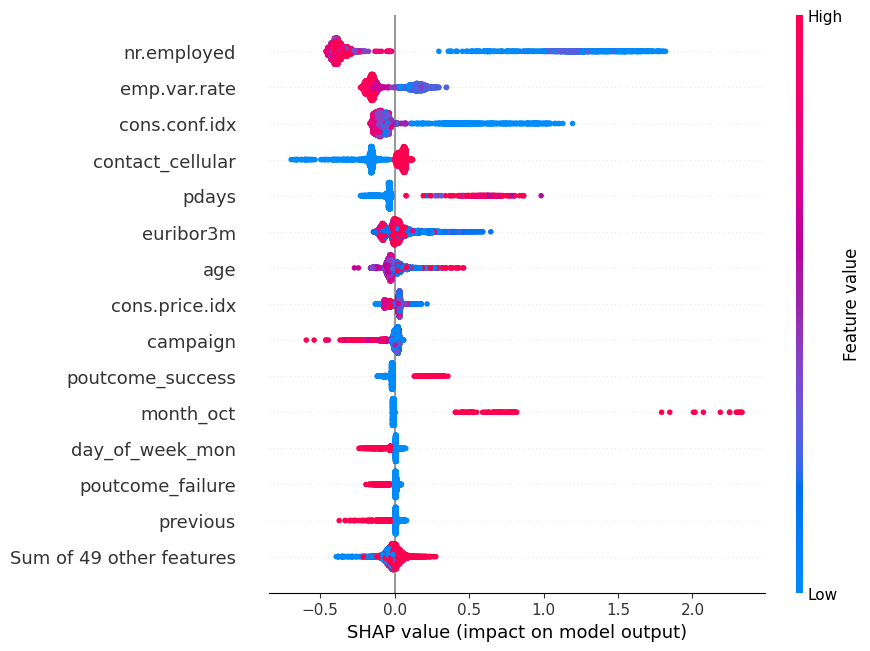 High
nr.employed
emp.var.rate
cons.conf.idx
contact_cellular
pdays
euribor3m
age
cons.price.idx
campaign
poutcome_success
month_oct
day_of_week_mon
poutcome_failure
previous
Sum of 49 other features
Feature value
Low
−0.5 0.0 0.5 1.0 1.5 2.0
SHAP value (impact on model output)